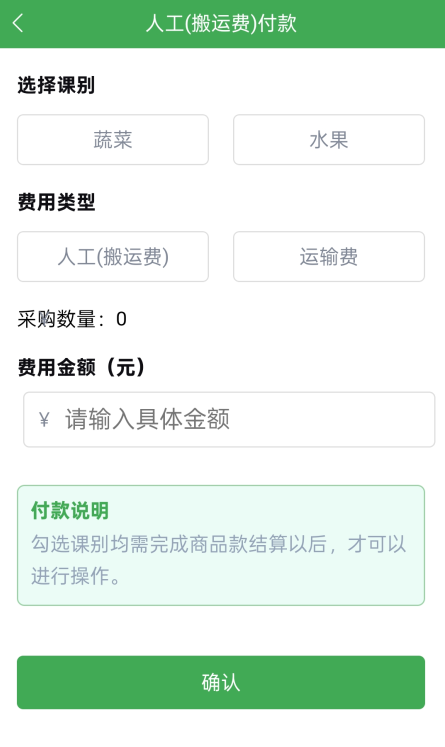 人工(搬运费)付款
选择课别
蔬菜
水果
费用类型
人工(搬运费)
运输费
采购数量：0
费用金额（元）
¥ 请输入具体金额
付款说明
勾选课别均需完成商品款结算以后，才可以
进行操作。
确认